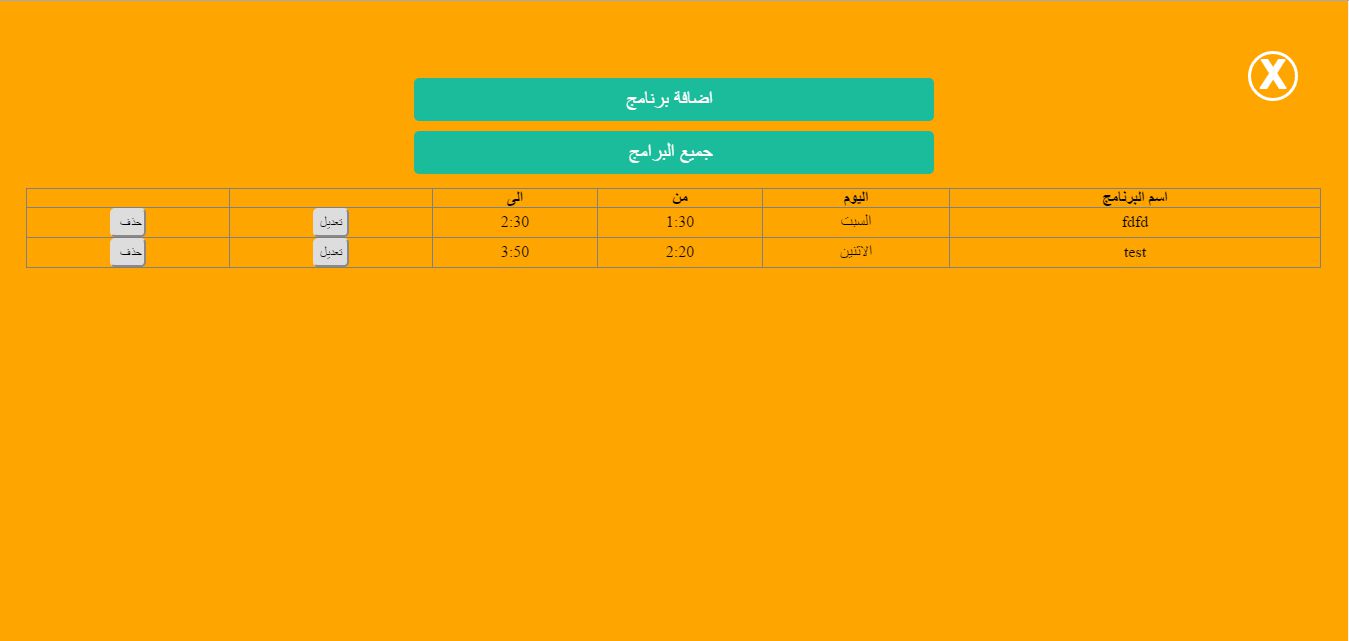 X
اضافة برنامج
جميع البرامج
اسم البرنامج اليوم من الى
fdfd السبت 1:30 2:30 تعديل حذف
test الاثنين 2:20 3:50 تعديل حذف